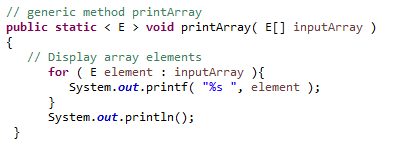 // generic method printArray
public static < E > void printArray( E[] inputArray )
{
// Display array elements
for ( E element : inputArray ){
System.out.printf( "%s ", element );
}
System.out.println();
}